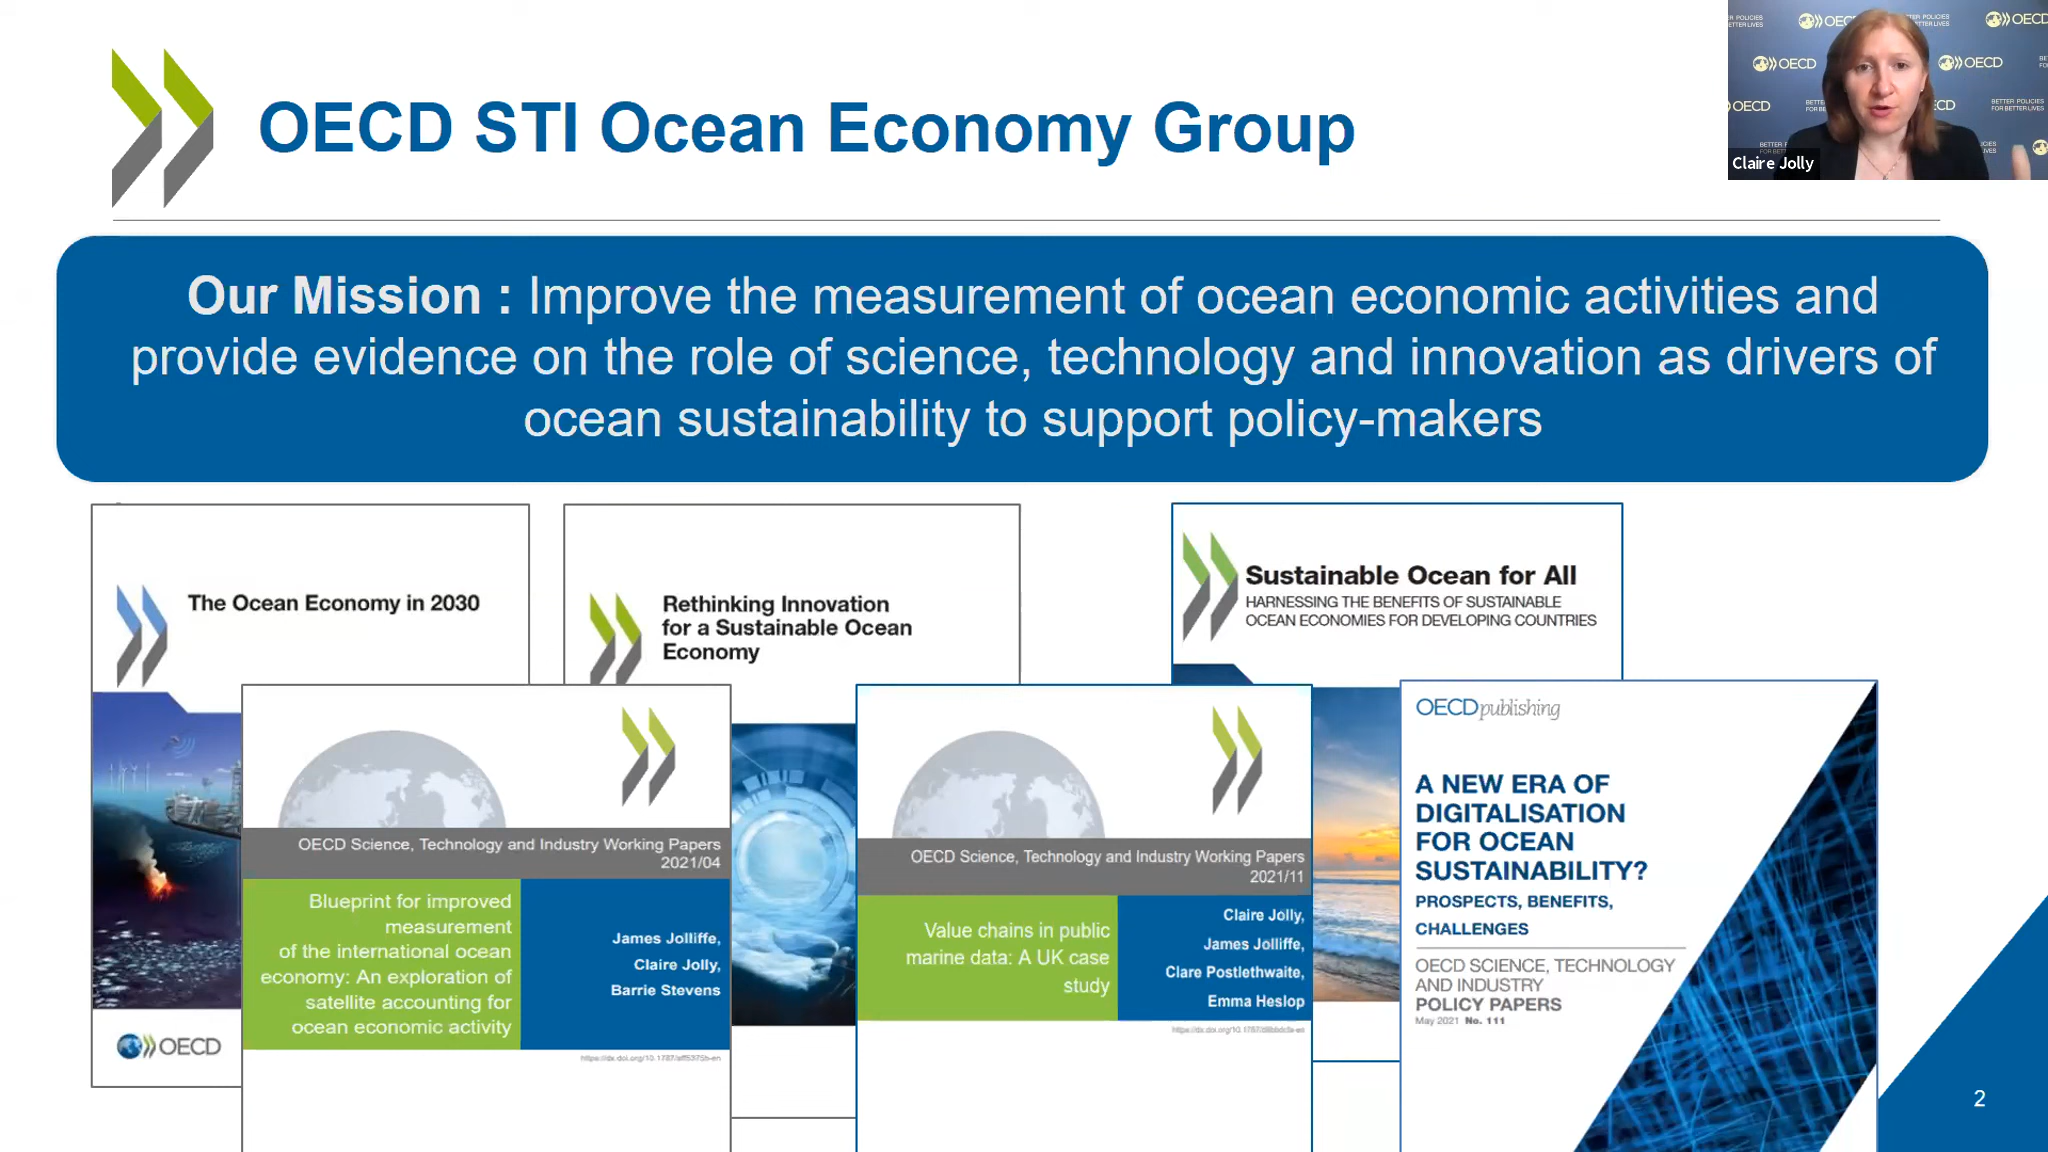 OECD STI Ocean Economy Group
Claire Jolly
Our Mission : Improve the measurement of ocean economic activities and
provide evidence on the role of science, technology and innovation as drivers of
ocean sustainability to support policy-makers
The Ocean Economy in 2030
OECD
Rethinking Innovation
for a Sustainable Ocean
Economy
Sustainable Ocean for All
HARNESSING THE BENEFITS OF SUSTAINABLE
OCEAN ECONOMIES FOR DEVELOPING COUNTRIES
OECD Science, Technology and Industry Working Papers
2021/04
Blueprint for improved
measurement
of the international ocean
economy: An exploration of
satellite accounting for
ocean economic activity
James Jolliffe,
Claire Jolly,
Barrie Stevens
OECD Science, Technology and Industry Working Papers
2021/11
Value chains in public
marine data: A UK case
study
Claire Jolly,
James Jolliffe,
Clare Postlethwaite,
Emma Heslop
OECDpublishing
A NEW ERA OF
DIGITALISATION
FOR OCEAN
SUSTAINABILITY?
PROSPECTS, BENEFITS,
CHALLENGES
OECD SCIENCE, TECHNOLOGY
AND INDUSTRY
POLICY PAPERS
May 2021 No. 111
2